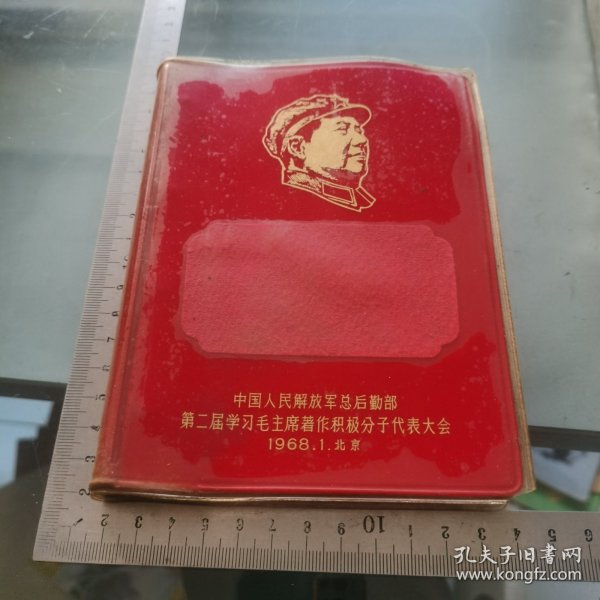 中国人民解放军总后勤部
第二届学习毛主席著作积极分子代表大会
1968.1.北京
10
孔夫子旧书网
www.kongfz.com